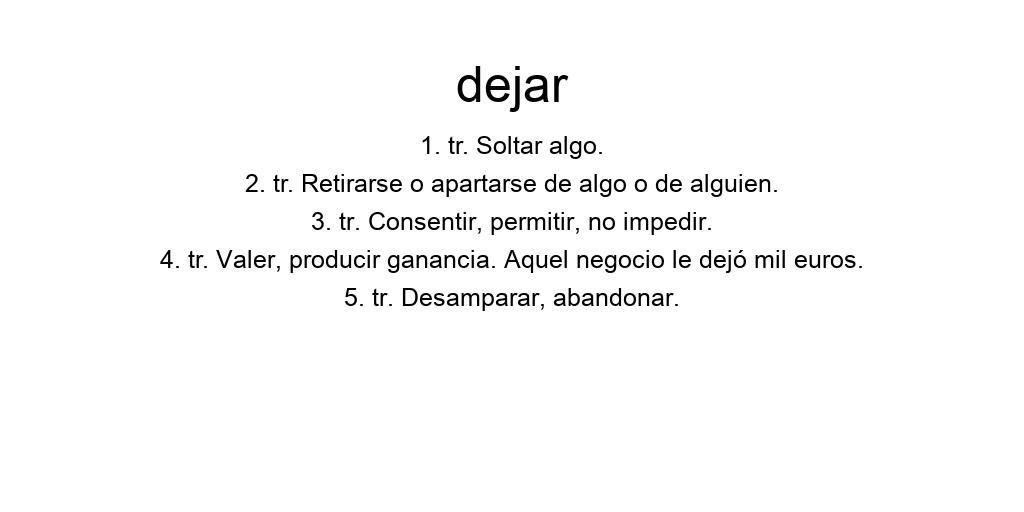 dejar
1. tr. Soltar algo.
2. tr. Retirarse o apartarse de algo o de alguien.
3. tr. Consentir, permitir, no impedir.
4. tr. Valer, producir ganancia. Aquel negocio le dejó mil euros.
5. tr. Desamparar, abandonar.